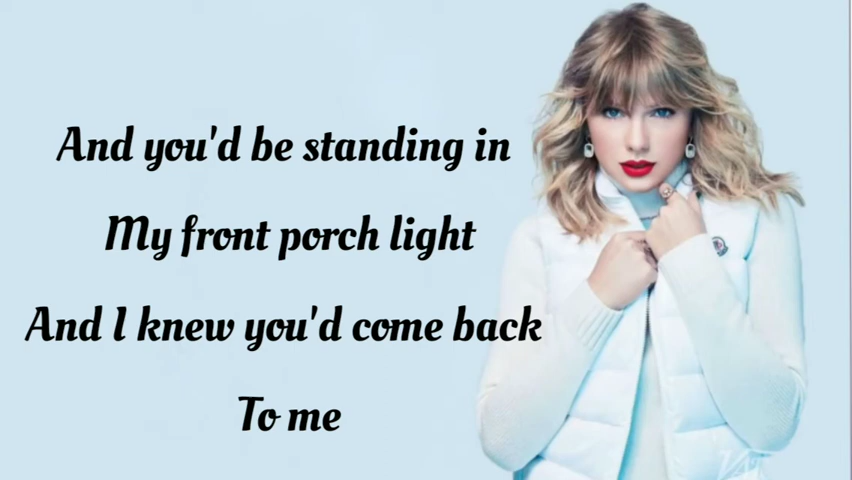 And you'd be standing in
My front porch light
And I knew you'd come back
To me